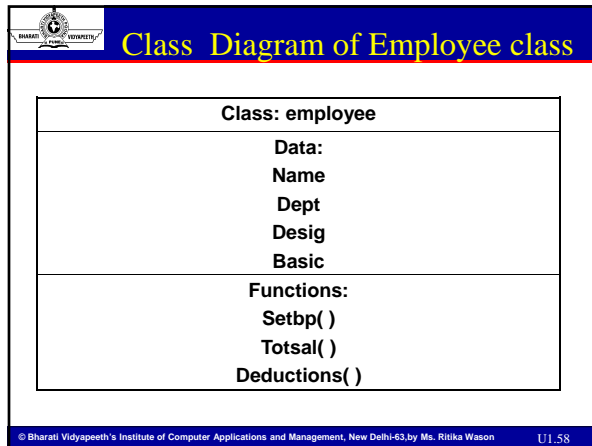 BHARATI VIDYAPEETH
PUNE
Class Diagram of Employee class
Class: employee
Data:
Name
Dept
Desig
Basic
Functions:
Setbp( )
Totsal( )
Deductions( )
© Bharati Vidyapeeth's Institute of Computer Applications and Management, New Delhi-63,by Ms. Ritika Wason U1.58